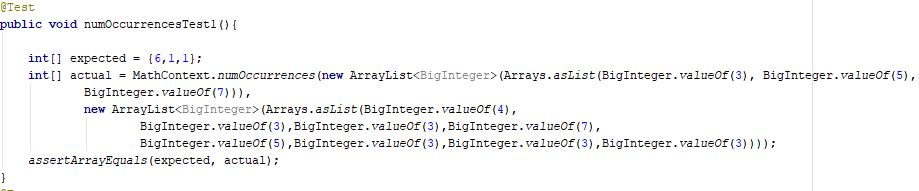 @Test
public void numOccurrencesTest1(){
int[] expected = {6,1,1};
int[] actual = MathContext.numOccurrences(new ArrayList<BigInteger>(Arrays.asList(BigInteger.valueOf(3), BigInteger.valueOf(5),
BigInteger.valueOf(7))),
new ArrayList<BigInteger>(Arrays.asList(BigInteger.valueOf(4),
BigInteger.valueOf(3),BigInteger.valueOf(3),BigInteger.valueOf(7),
BigInteger.valueOf(5),BigInteger.valueOf(3),BigInteger.valueOf(3),BigInteger.valueOf(3))));
assertArrayEquals(expected, actual);
}